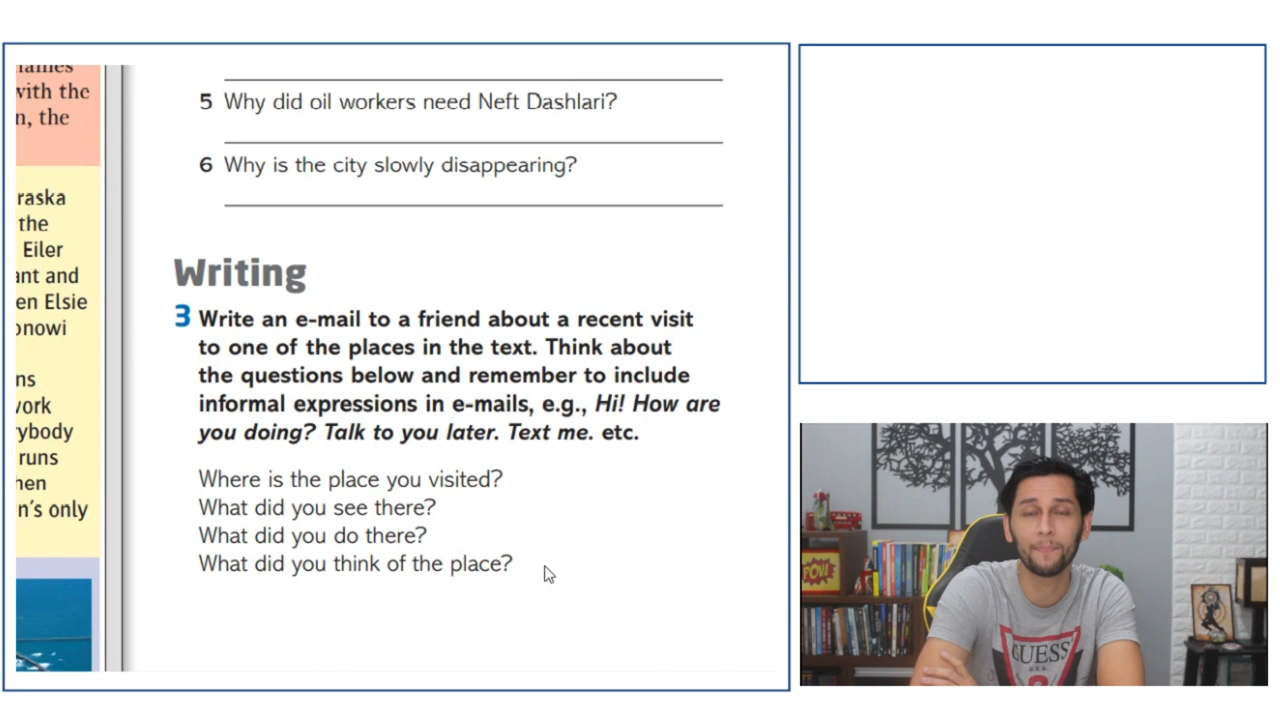 names
with the
n, the
raska
the
Eiler
ant and
en Elsie
onowi
ns
vork
rybody
runs
hen
n's only
5 Why did oil workers need Neft Dashlari?
6 Why is the city slowly disappearing?
Writing
3 Write an e-mail to a friend about a recent visit
to one of the places in the text. Think about
the questions below and remember to include
informal expressions in e-mails, e.g., Hi! How are
you doing? Talk to you later. Text me. etc.
Where is the place you visited?
What did you see there?
What did you do there?
What did you think of the place?
POW!
GUESS
U.S.A.